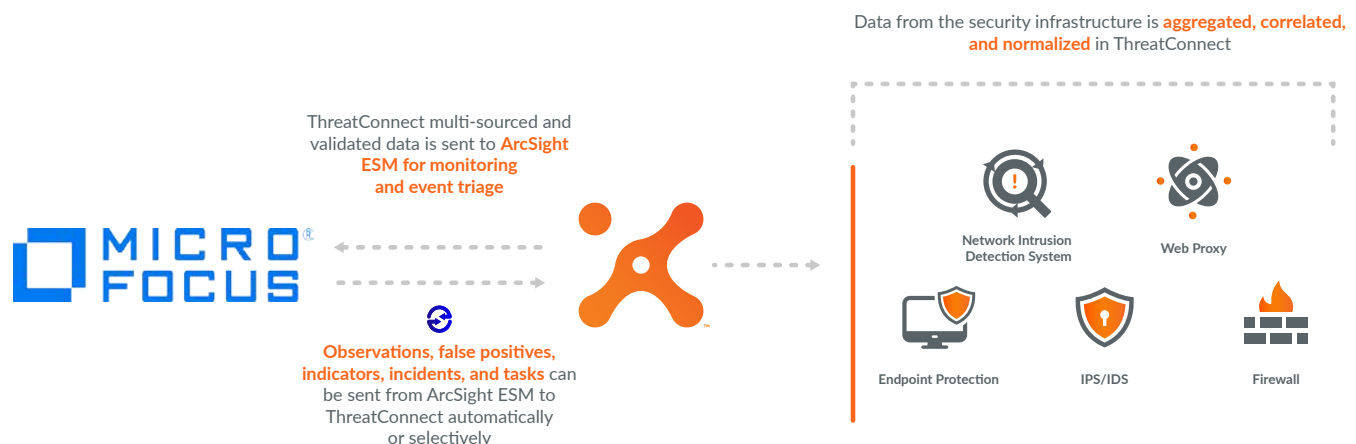 Data from the security infrastructure is aggregated, correlated,
and normalized in ThreatConnect
ThreatConnect multi-sourced and
validated data is sent to ArcSight
ESM for monitoring
and event triage
MICRO®
FOCUS
™
Observations, false positives,
indicators, incidents, and tasks can
be sent from ArcSight ESM to
ThreatConnect automatically
or selectively
Network Intrusion
Detection System
Web Proxy
Endpoint Protection
IPS/IDS
Firewall